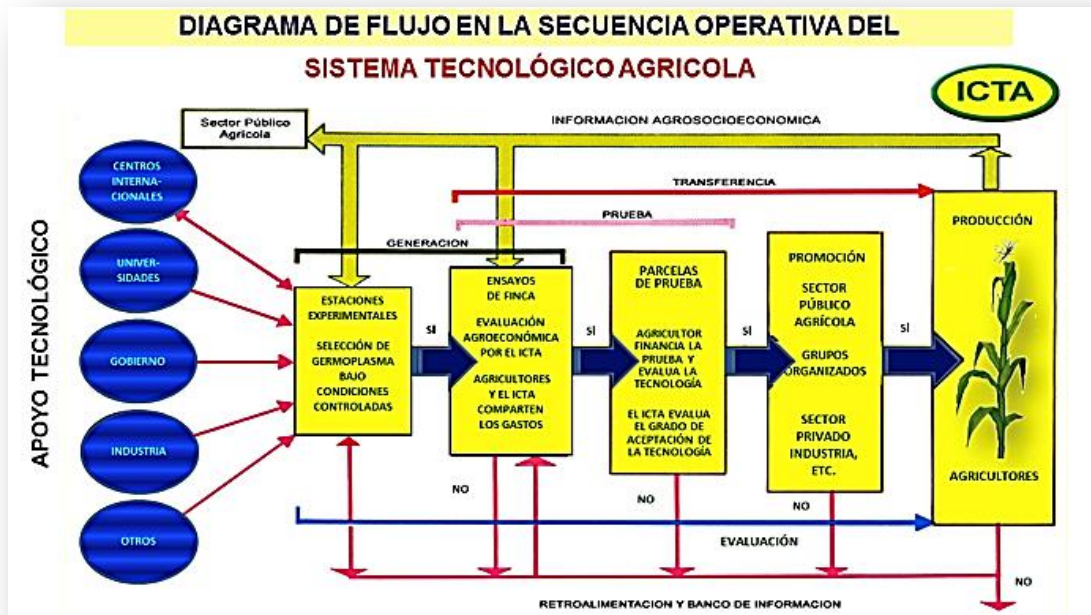 DIAGRAMA DE FLUJO EN LA SECUENCIA OPERATIVA DEL
SISTEMA TECNOLÓGICO AGRICOLA
ICTA
Sector Público
Agrícola
INFORMACION AGROSOCIOECONOMICA
TRANSFERENCIA
PRUEBA
GENERACION
APOYO TECNOLÓGICO
CENTROS
INTERNA-
CIONALES
UNIVER-
SIDADES
GOBIERNO
INDUSTRIA
OTROS
ESTACIONES
EXPERIMENTALES
SELECCIÓN DE
GERMOPLASMA
BAJO
CONDICIONES
CONTROLADAS
SÍ
ENSAYOS
DE FINCA
EVALUACIÓN
AGROECONÓMICA
POR EL ICTA
AGRICULTORES
Y EL ICTA
COMPARTEN
LOS GASTOS
SÍ
PARCELAS
DE PRUEBA
AGRICULTOR
FINANCIA LA
PRUEBA Y
EVALUA LA
TECNOLOGÍA
EL ICTA EVALUA
EL GRADO DE
ACEPTACIÓN DE
LA TECNOLOGÍA
SÍ
PROMOCIÓN
SECTOR
PÚBLICO
AGRÍCOLA
GRUPOS
ORGANIZADOS
SECTOR
PRIVADO
INDUSTRIA,
ETC.
SÍ
PRODUCCIÓN
AGRICULTORES
NO
NO
NO
NO
EVALUACIÓN
RETROALIMENTACION Y BANCO DE INFORMACION